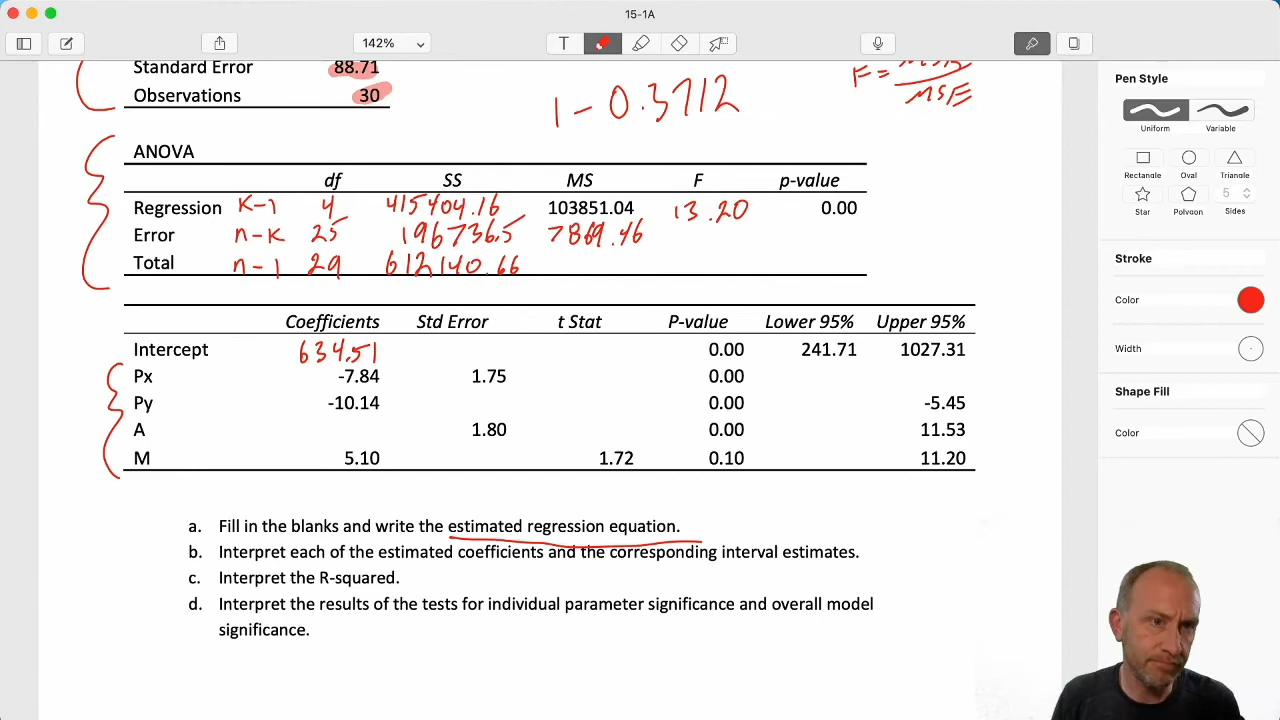 15-1A
142%
T
Standard Error 88.71
Observations 30
1 - 0.3712
F = MSR
MSE
ANOVA
df SS MS F p-value
Regression K-1 4 415404.16 103851.04 13.20 0.00
Error n-K 25 196736.5 7869.46
Total n-1 29 612140.66
Coefficients Std Error t Stat P-value Lower 95% Upper 95%
Intercept 634.51 0.00 241.71 1027.31
Px -7.84 1.75 0.00
Py -10.14 0.00 -5.45
A 1.80 0.00 11.53
M 5.10 1.72 0.10 11.20
a. Fill in the blanks and write the estimated regression equation.
b. Interpret each of the estimated coefficients and the corresponding interval estimates.
c. Interpret the R-squared.
d. Interpret the results of the tests for individual parameter significance and overall model
significance.
Pen Style
Uniform Variable
Rectangle Oval Triangle
5
Star Polygon Sides
Stroke
Color
Width
Shape Fill
Color